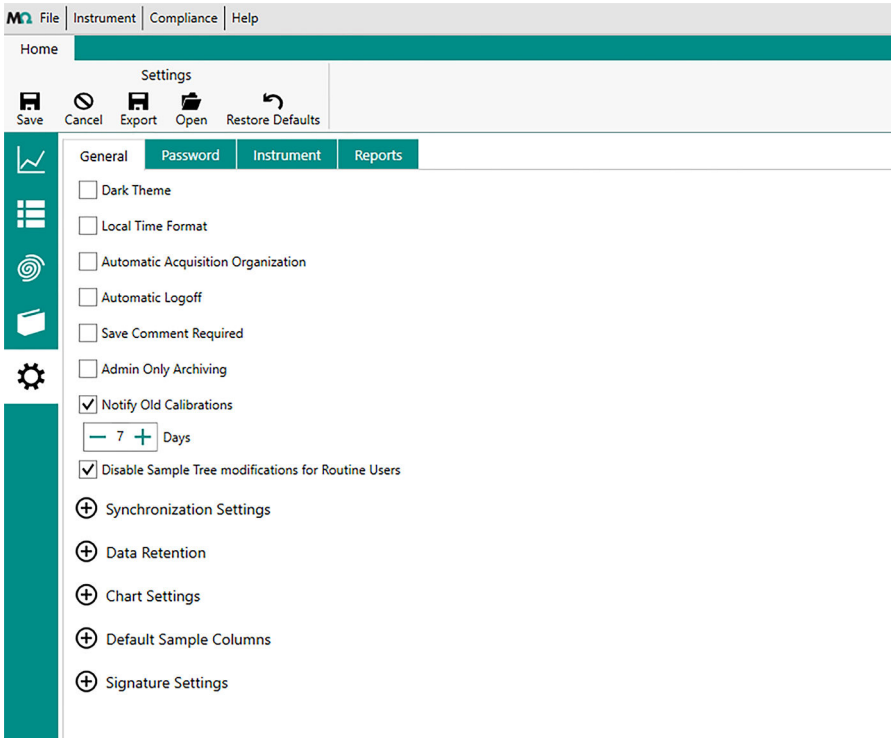 MΩ File Instrument Compliance Help
Home
Settings
Save Cancel Export Open Restore Defaults
General Password Instrument Reports
Dark Theme
Local Time Format
Automatic Acquisition Organization
Automatic Logoff
Save Comment Required
Admin Only Archiving
Notify Old Calibrations
7 Days
Disable Sample Tree modifications for Routine Users
Synchronization Settings
Data Retention
Chart Settings
Default Sample Columns
Signature Settings